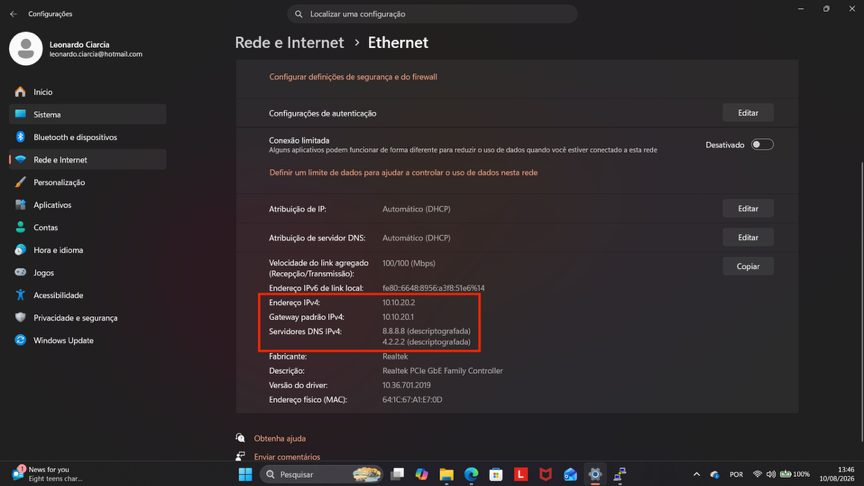 Configurações
Localizar uma configuração
Leonardo Ciarcia
leonardo.ciarcia@hotmail.com
Início
Sistema
Bluetooth e dispositivos
Rede e Internet
Personalização
Aplicativos
Contas
Hora e idioma
Jogos
Acessibilidade
Privacidade e segurança
Windows Update
Rede e Internet > Ethernet
Configurar definições de segurança e do firewall
Configurações de autenticação Editar
Conexão limitada
Alguns aplicativos podem funcionar de forma diferente para reduzir o uso de dados quando você estiver conectado a esta rede
Desativado
Definir um limite de dados para ajudar a controlar o uso de dados nesta rede
Atribuição de IP: Automático (DHCP) Editar
Atribuição de servidor DNS: Automático (DHCP) Editar
Velocidade do link agregado 100/100 (Mbps) Copiar
(Recepção/Transmissão):
Endereço IPv6 de link local: fe80::6648:8956:a3f8:51e6%14
Endereço IPv4: 10.10.20.2
Gateway padrão IPv4: 10.10.20.1
Servidores DNS IPv4: 8.8.8.8 (descriptografada)
4.2.2.2 (descriptografada)
Fabricante: Realtek
Descrição: Realtek PCIe GbE Family Controller
Versão do driver: 10.36.701.2019
Endereço físico (MAC): 64:1C:67:A1:E7:0D
Obtenha ajuda
Enviar comentários
1
News for you
Eight teens char...
Pesquisar
L
POR
100%
13:46
10/08/2026